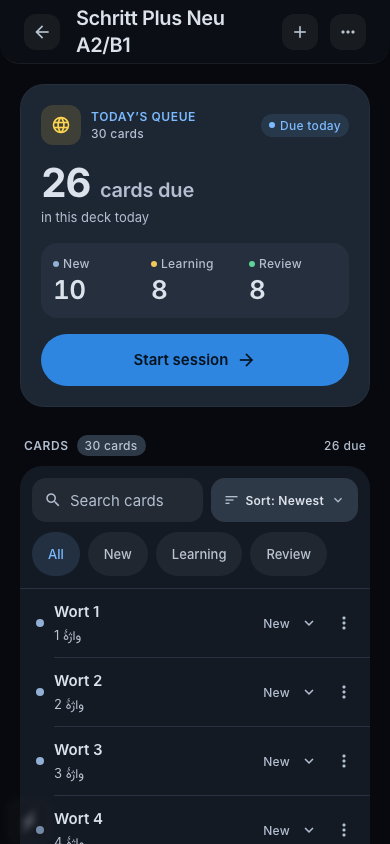 Schritt Plus Neu
A2/B1
TODAY'S QUEUE
30 cards
Due today
26 cards due
in this deck today
New
Learning
Review
10
8
8
Start session
CARDS
30 cards
26 due
Search cards
Sort: Newest
All
New
Learning
Review
Wort 1
واژهٔ 1
New
Wort 2
واژهٔ 2
New
Wort 3
واژهٔ 3
New
Wort 4
واژهٔ 4
New